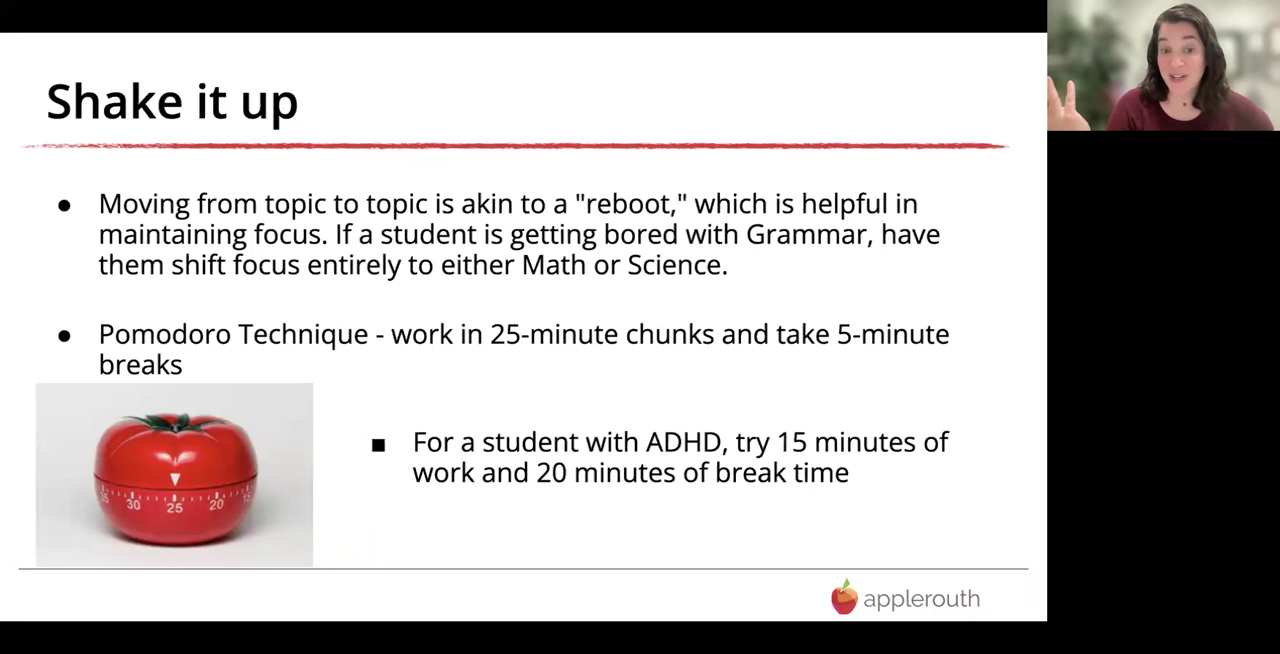 Shake it up
● Moving from topic to topic is akin to a "reboot," which is helpful in
maintaining focus. If a student is getting bored with Grammar, have
them shift focus entirely to either Math or Science.
● Pomodoro Technique - work in 25-minute chunks and take 5-minute
breaks
■ For a student with ADHD, try 15 minutes of
work and 20 minutes of break time
30 25 20
applerouth